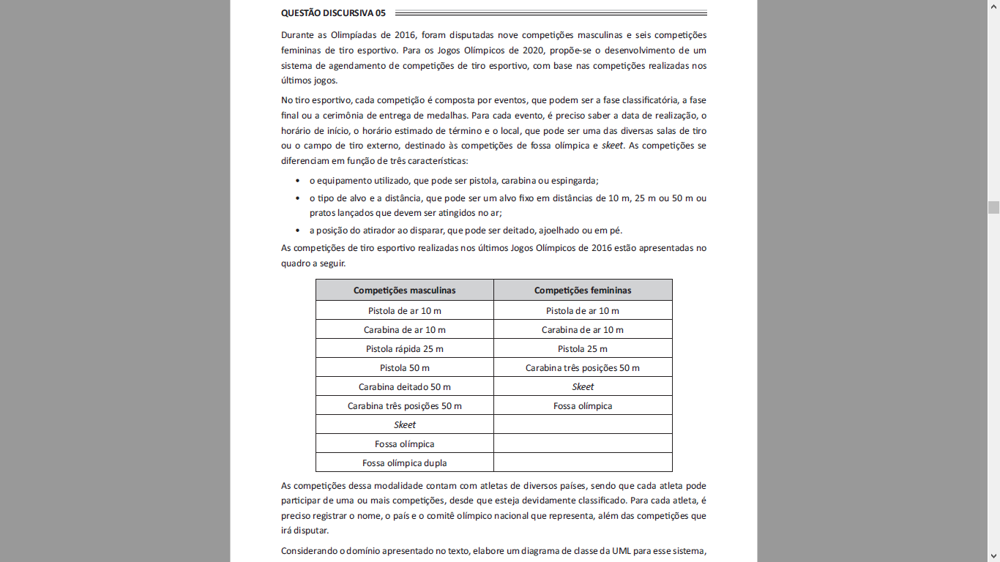 QUESTÃO DISCURSIVA 05
Durante as Olimpíadas de 2016, foram disputadas nove competições masculinas e seis competições
femininas de tiro esportivo. Para os Jogos Olímpicos de 2020, propõe-se o desenvolvimento de um
sistema de agendamento de competições de tiro esportivo, com base nas competições realizadas nos
últimos jogos.
No tiro esportivo, cada competição é composta por eventos, que podem ser a fase classificatória, a fase
final ou a cerimônia de entrega de medalhas. Para cada evento, é preciso saber a data de realização, o
horário de início, o horário estimado de término e o local, que pode ser uma das diversas salas de tiro
ou o campo de tiro externo, destinado às competições de fossa olímpica e skeet. As competições se
diferenciam em função de três características:
• o equipamento utilizado, que pode ser pistola, carabina ou espingarda;
• o tipo de alvo e a distância, que pode ser um alvo fixo em distâncias de 10 m, 25 m ou 50 m ou
pratos lançados que devem ser atingidos no ar;
• a posição do atirador ao disparar, que pode ser deitado, ajoelhado ou em pé.
As competições de tiro esportivo realizadas nos últimos Jogos Olímpicos de 2016 estão apresentadas no
quadro a seguir.
Competições masculinas Competições femininas
Pistola de ar 10 m Pistola de ar 10 m
Carabina de ar 10 m Carabina de ar 10 m
Pistola rápida 25 m Pistola 25 m
Pistola 50 m Carabina três posições 50 m
Carabina deitado 50 m Skeet
Carabina três posições 50 m Fossa olímpica
Skeet
Fossa olímpica
Fossa olímpica dupla
As competições dessa modalidade contam com atletas de diversos países, sendo que cada atleta pode
participar de uma ou mais competições, desde que esteja devidamente classificado. Para cada atleta, é
preciso registrar o nome, o país e o comitê olímpico nacional que representa, além das competições que
irá disputar.
Considerando o domínio apresentado no texto, elabore um diagrama de classe da UML para esse sistema,